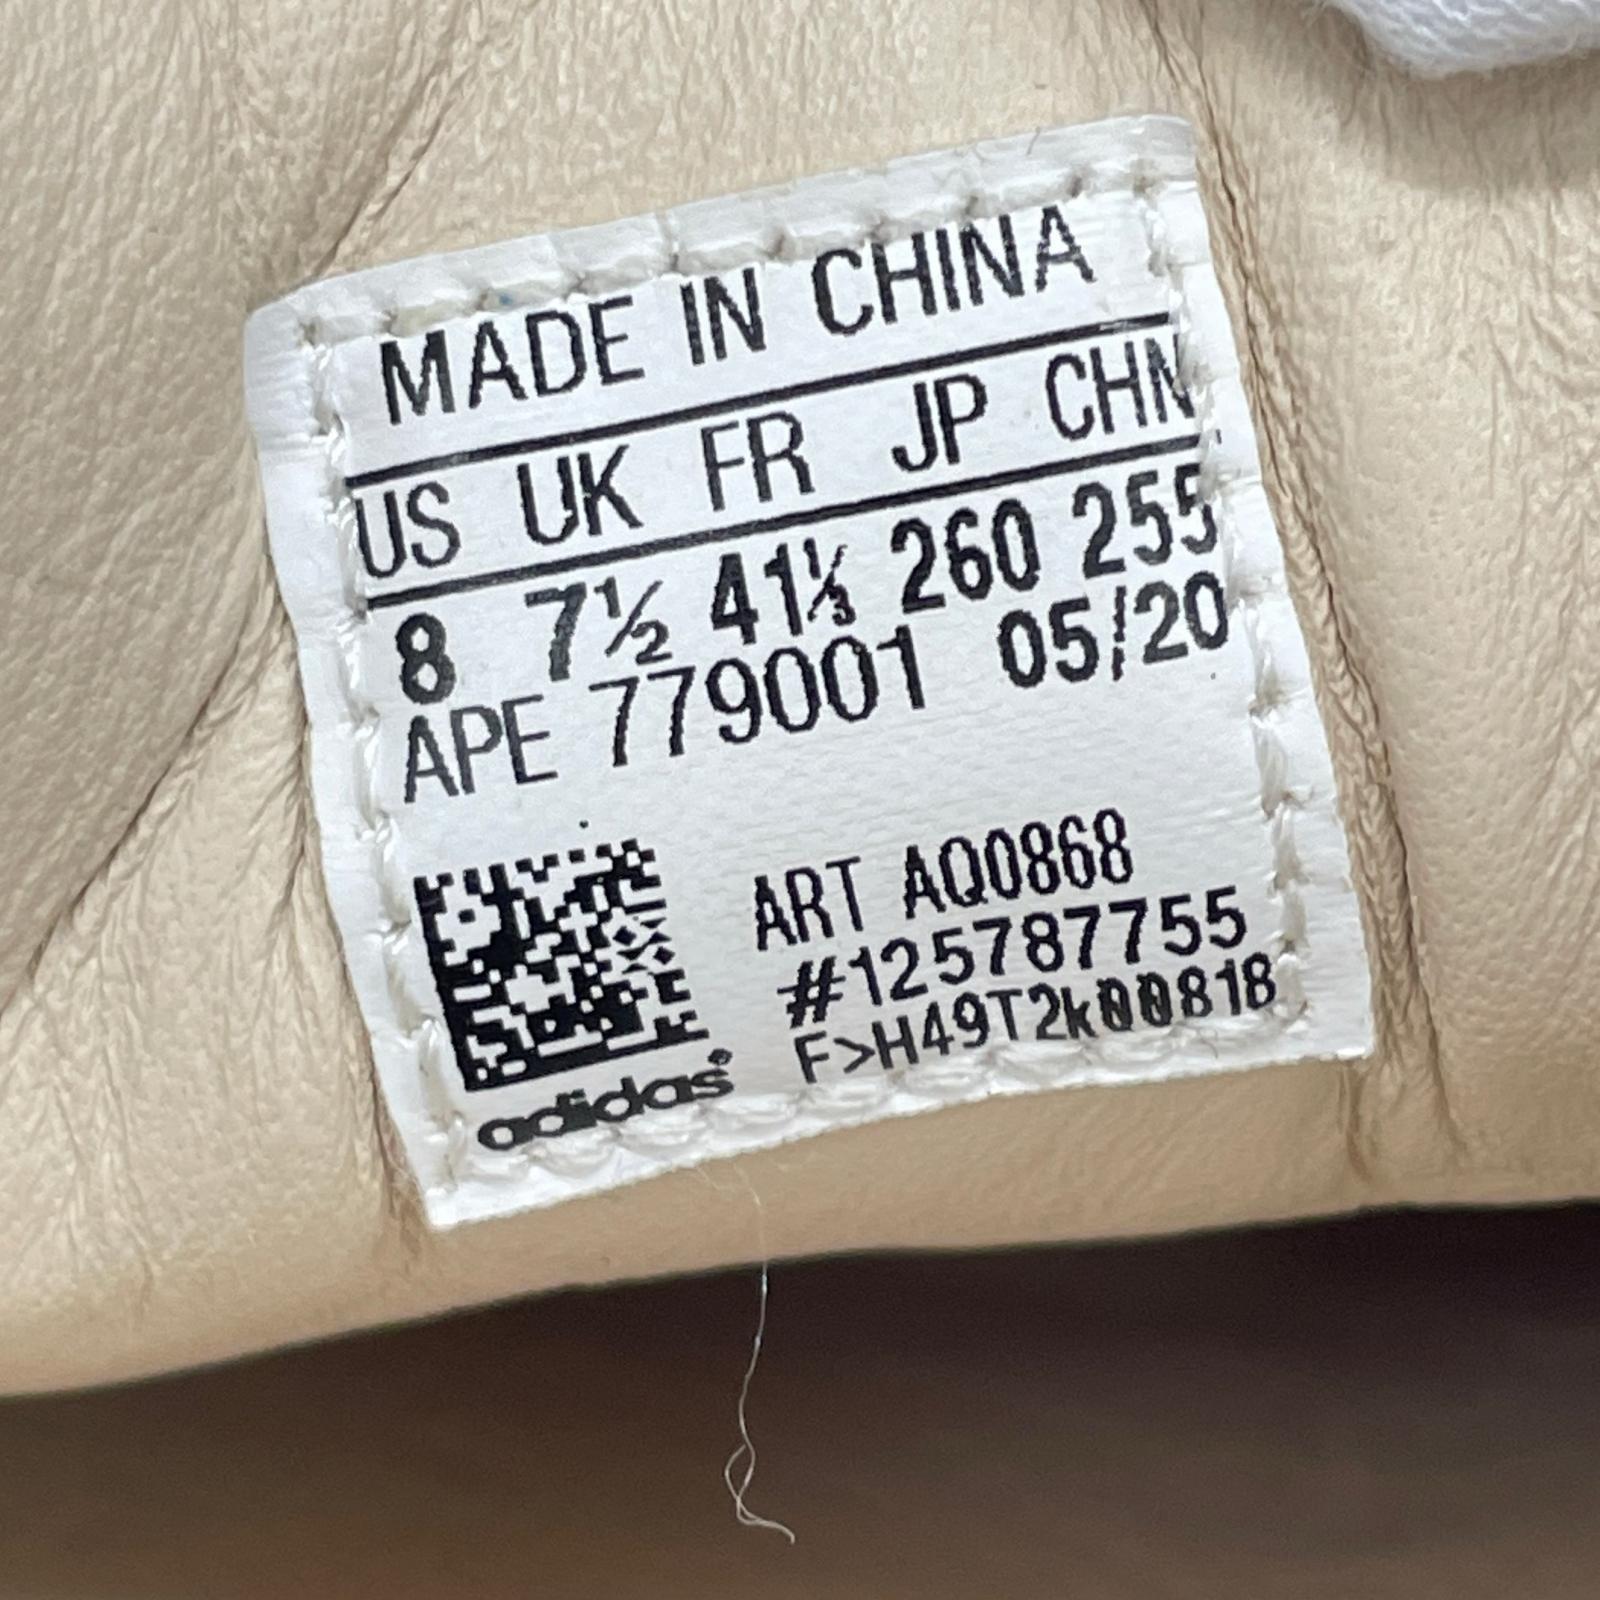 MADE IN CHINA
US UK FR JP CHN
8 7½ 41⅓ 260 255
APE 779001 05/20
ART AQ0868
#125787755
F>H49T2k00818
adidas®